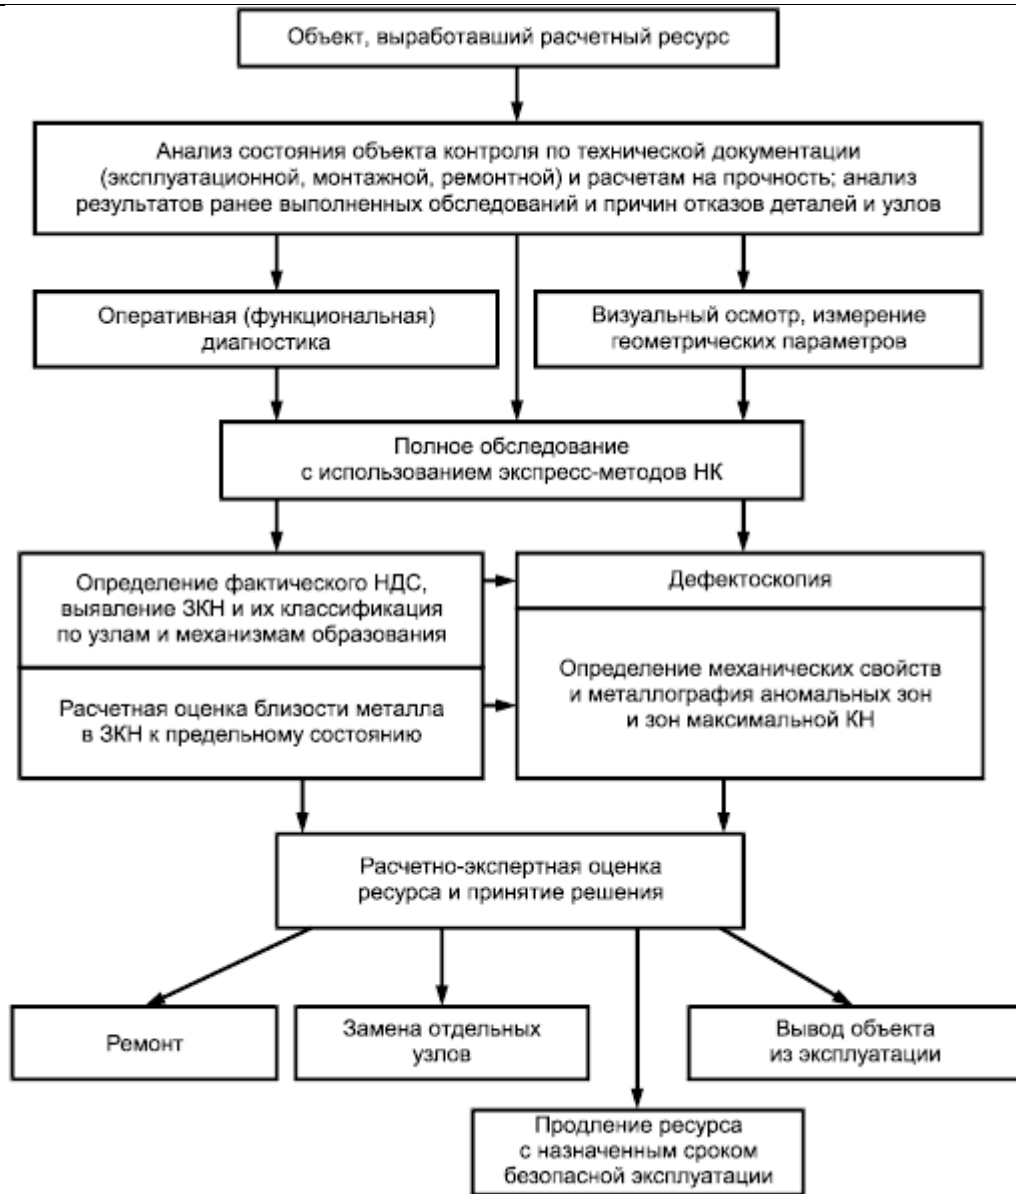 Объект, выработавший расчетный ресурс
Анализ состояния объекта контроля по технической документации
(эксплуатационной, монтажной, ремонтной) и расчетам на прочность; анализ
результатов ранее выполненных обследований и причин отказов деталей и узлов
Оперативная (функциональная)
диагностика
Визуальный осмотр, измерение
геометрических параметров
Полное обследование
с использованием экспресс-методов НК
Определение фактического НДС,
выявление ЗКН и их классификация
по узлам и механизмам образования
Дефектоскопия
Расчетная оценка близости металла
в ЗКН к предельному состоянию
Определение механических свойств
и металлография аномальных зон
и зон максимальной КН
Расчетно-экспертная оценка
ресурса и принятие решения
Ремонт
Замена отдельных
узлов
Вывод объекта
из эксплуатации
Продление ресурса
с назначенным сроком
безопасной эксплуатации